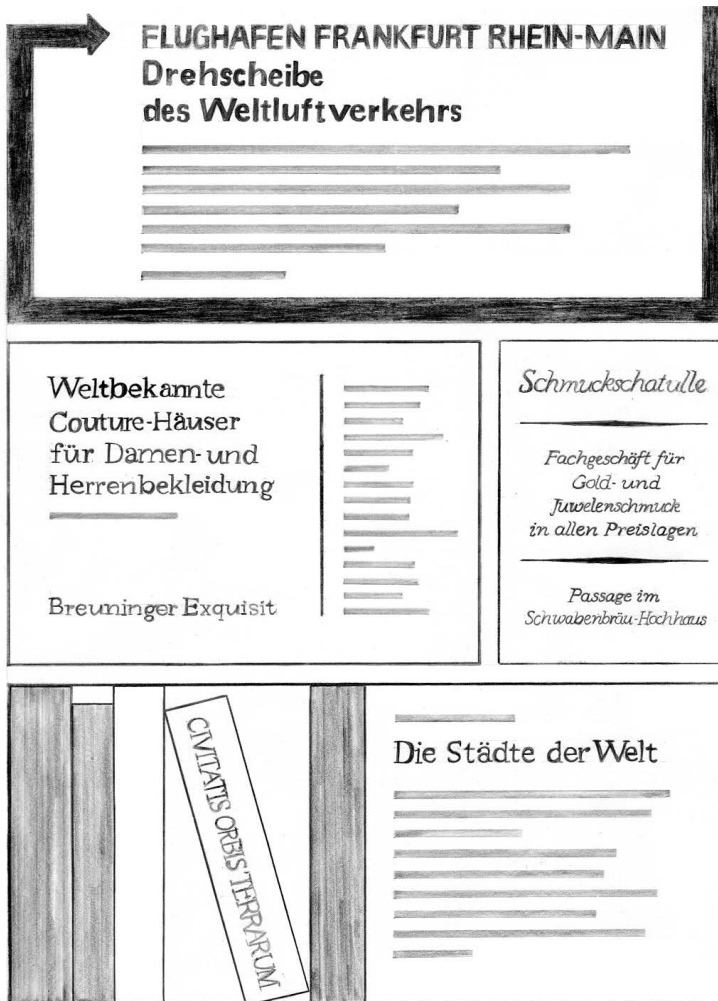 FLUGHAFEN FRANKFURT RHEIN-MAIN
Drehscheibe
des Weltluftverkehrs
Weltbekannte
Couture-Häuser
für Damen- und
Herrenbekleidung
Breuninger Exquisit
Schmuckschatulle
Fachgeschäft für
Gold- und
Juwelenschmuck
in allen Preislagen
Passage im
Schwabenbräu-Hochhaus
CIVITATIS ORBIS TERRARUM
Die Städte der Welt